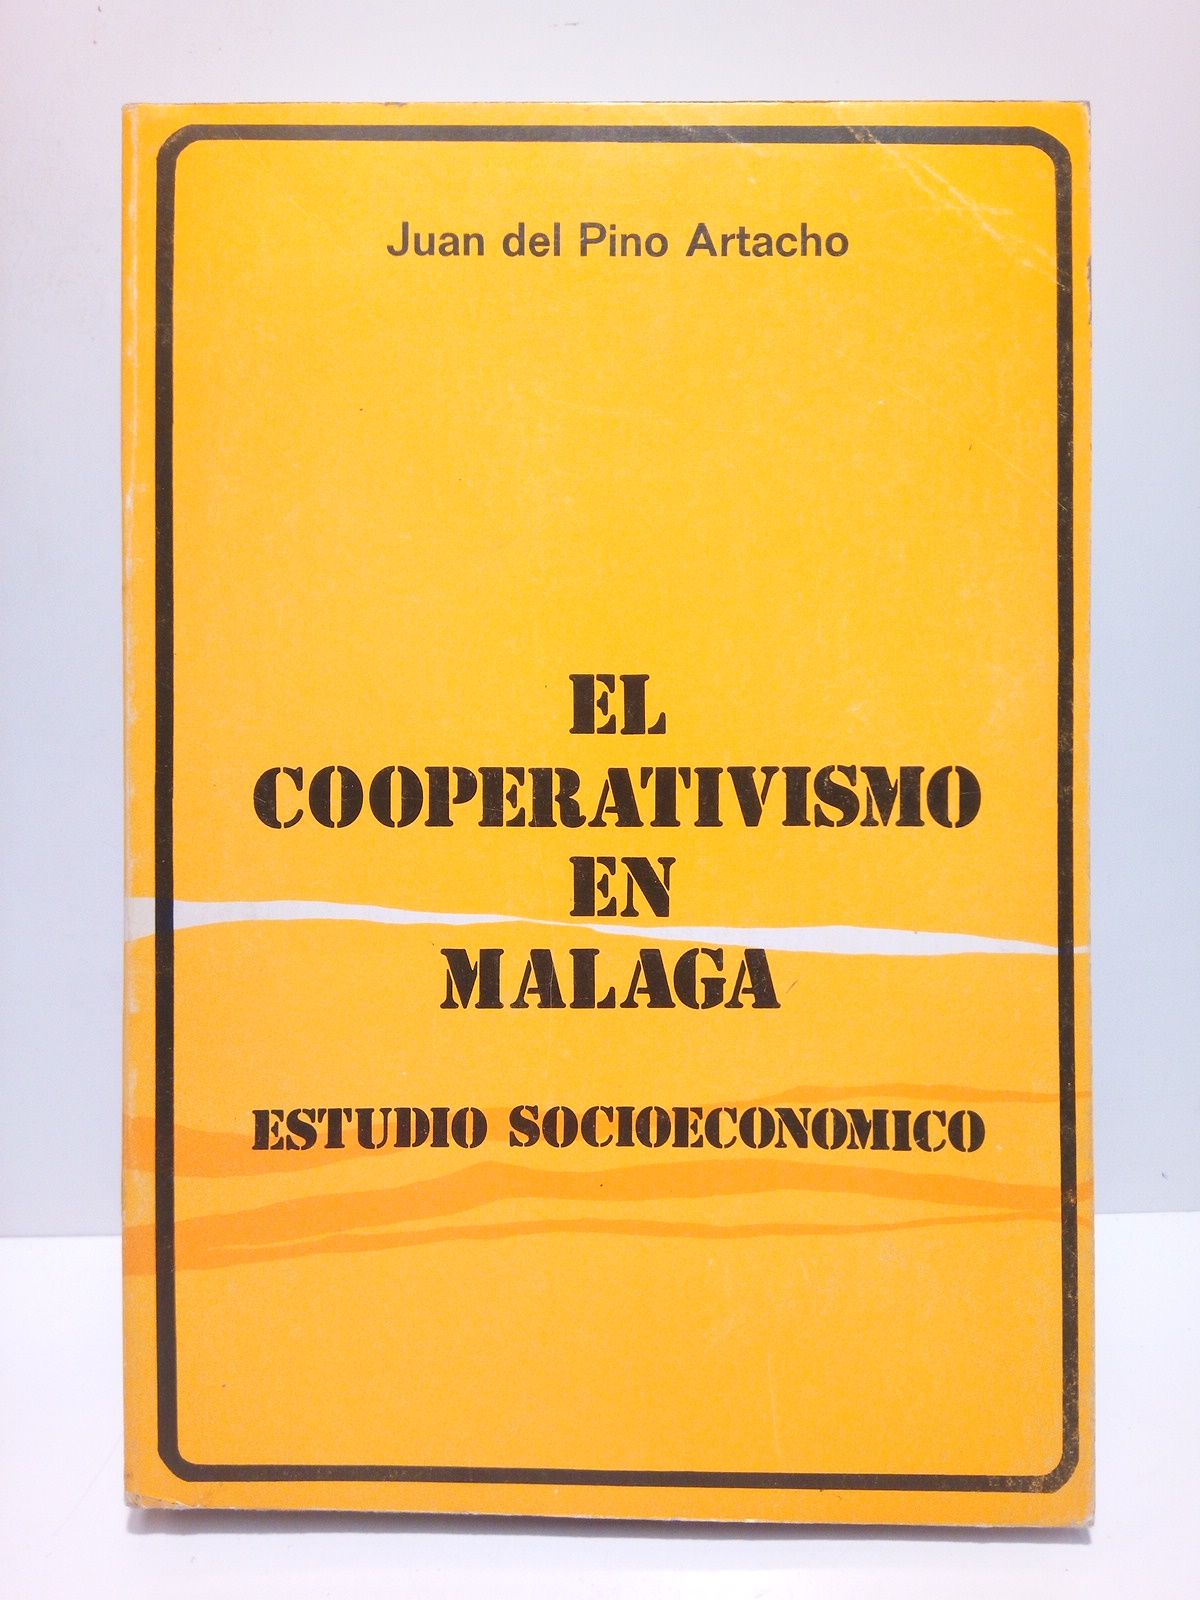 Juan del Pino Artacho
EL
COOPERATIVISMO
EN
MALAGA
ESTUDIO SOCIOECONOMICO